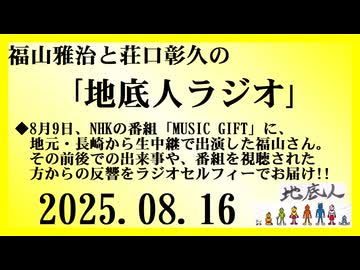 福山雅治と荘口彰久の
「地底人ラジオ」
◆8月9日、NHKの番組「MUSIC GIFT」に、
地元・長崎から生中継で出演した福山さん。
その前後での出来事や、番組を視聴された
方からの反響をラジオセルフィーでお届け!!
2025.08.16
地底人